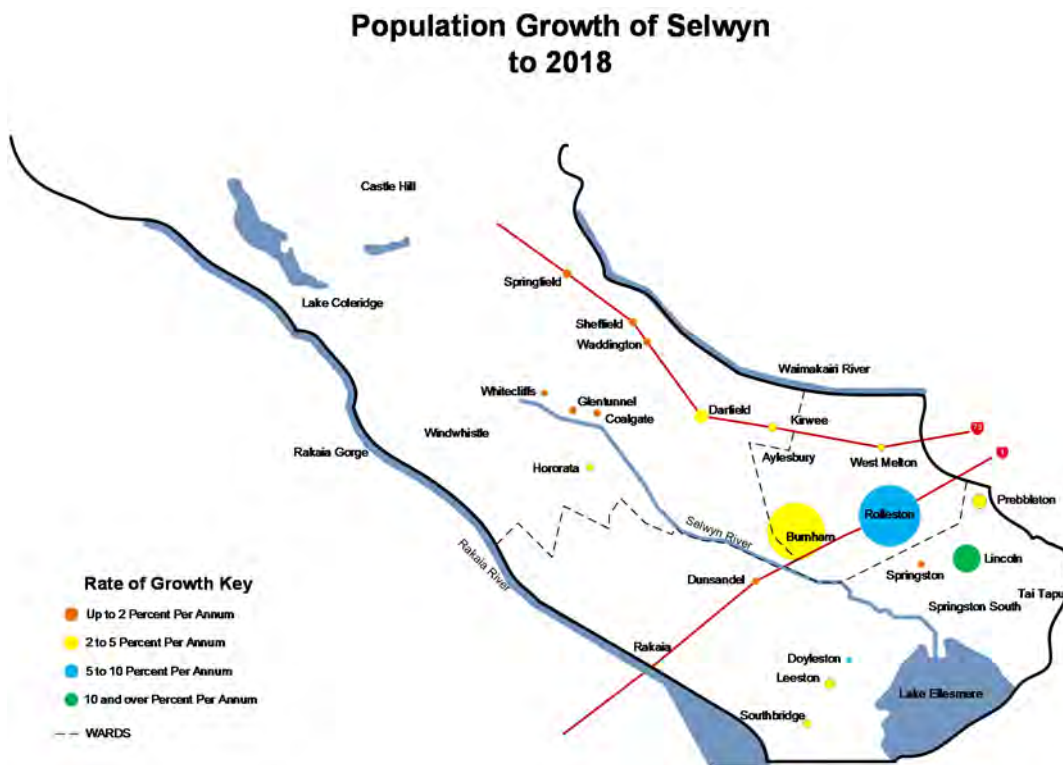 Population Growth of Selwyn
to 2018
Castle Hill
Springfield
Lake Coleridge
Sheffield
Waddington
Waimakairi River
Whitecliffs
Glentunnel
Coalgate
Darfield
Kirwee
73
Windwhistle
Rakaia Gorge
Aylesbury
West Melton
1
Hororata
Prebbleton
Rolleston
Selwyn River
Burnham
Lincoln
Rakaia River
Dunsandel
Springston
Tai Tapu
Springston South
Rate of Growth Key
Up to 2 Percent Per Annum
2 to 5 Percent Per Annum
5 to 10 Percent Per Annum
10 and over Percent Per Annum
WARDS
Rakaia
Doyleston
Leeston
Lake Ellesmere
Southbridge